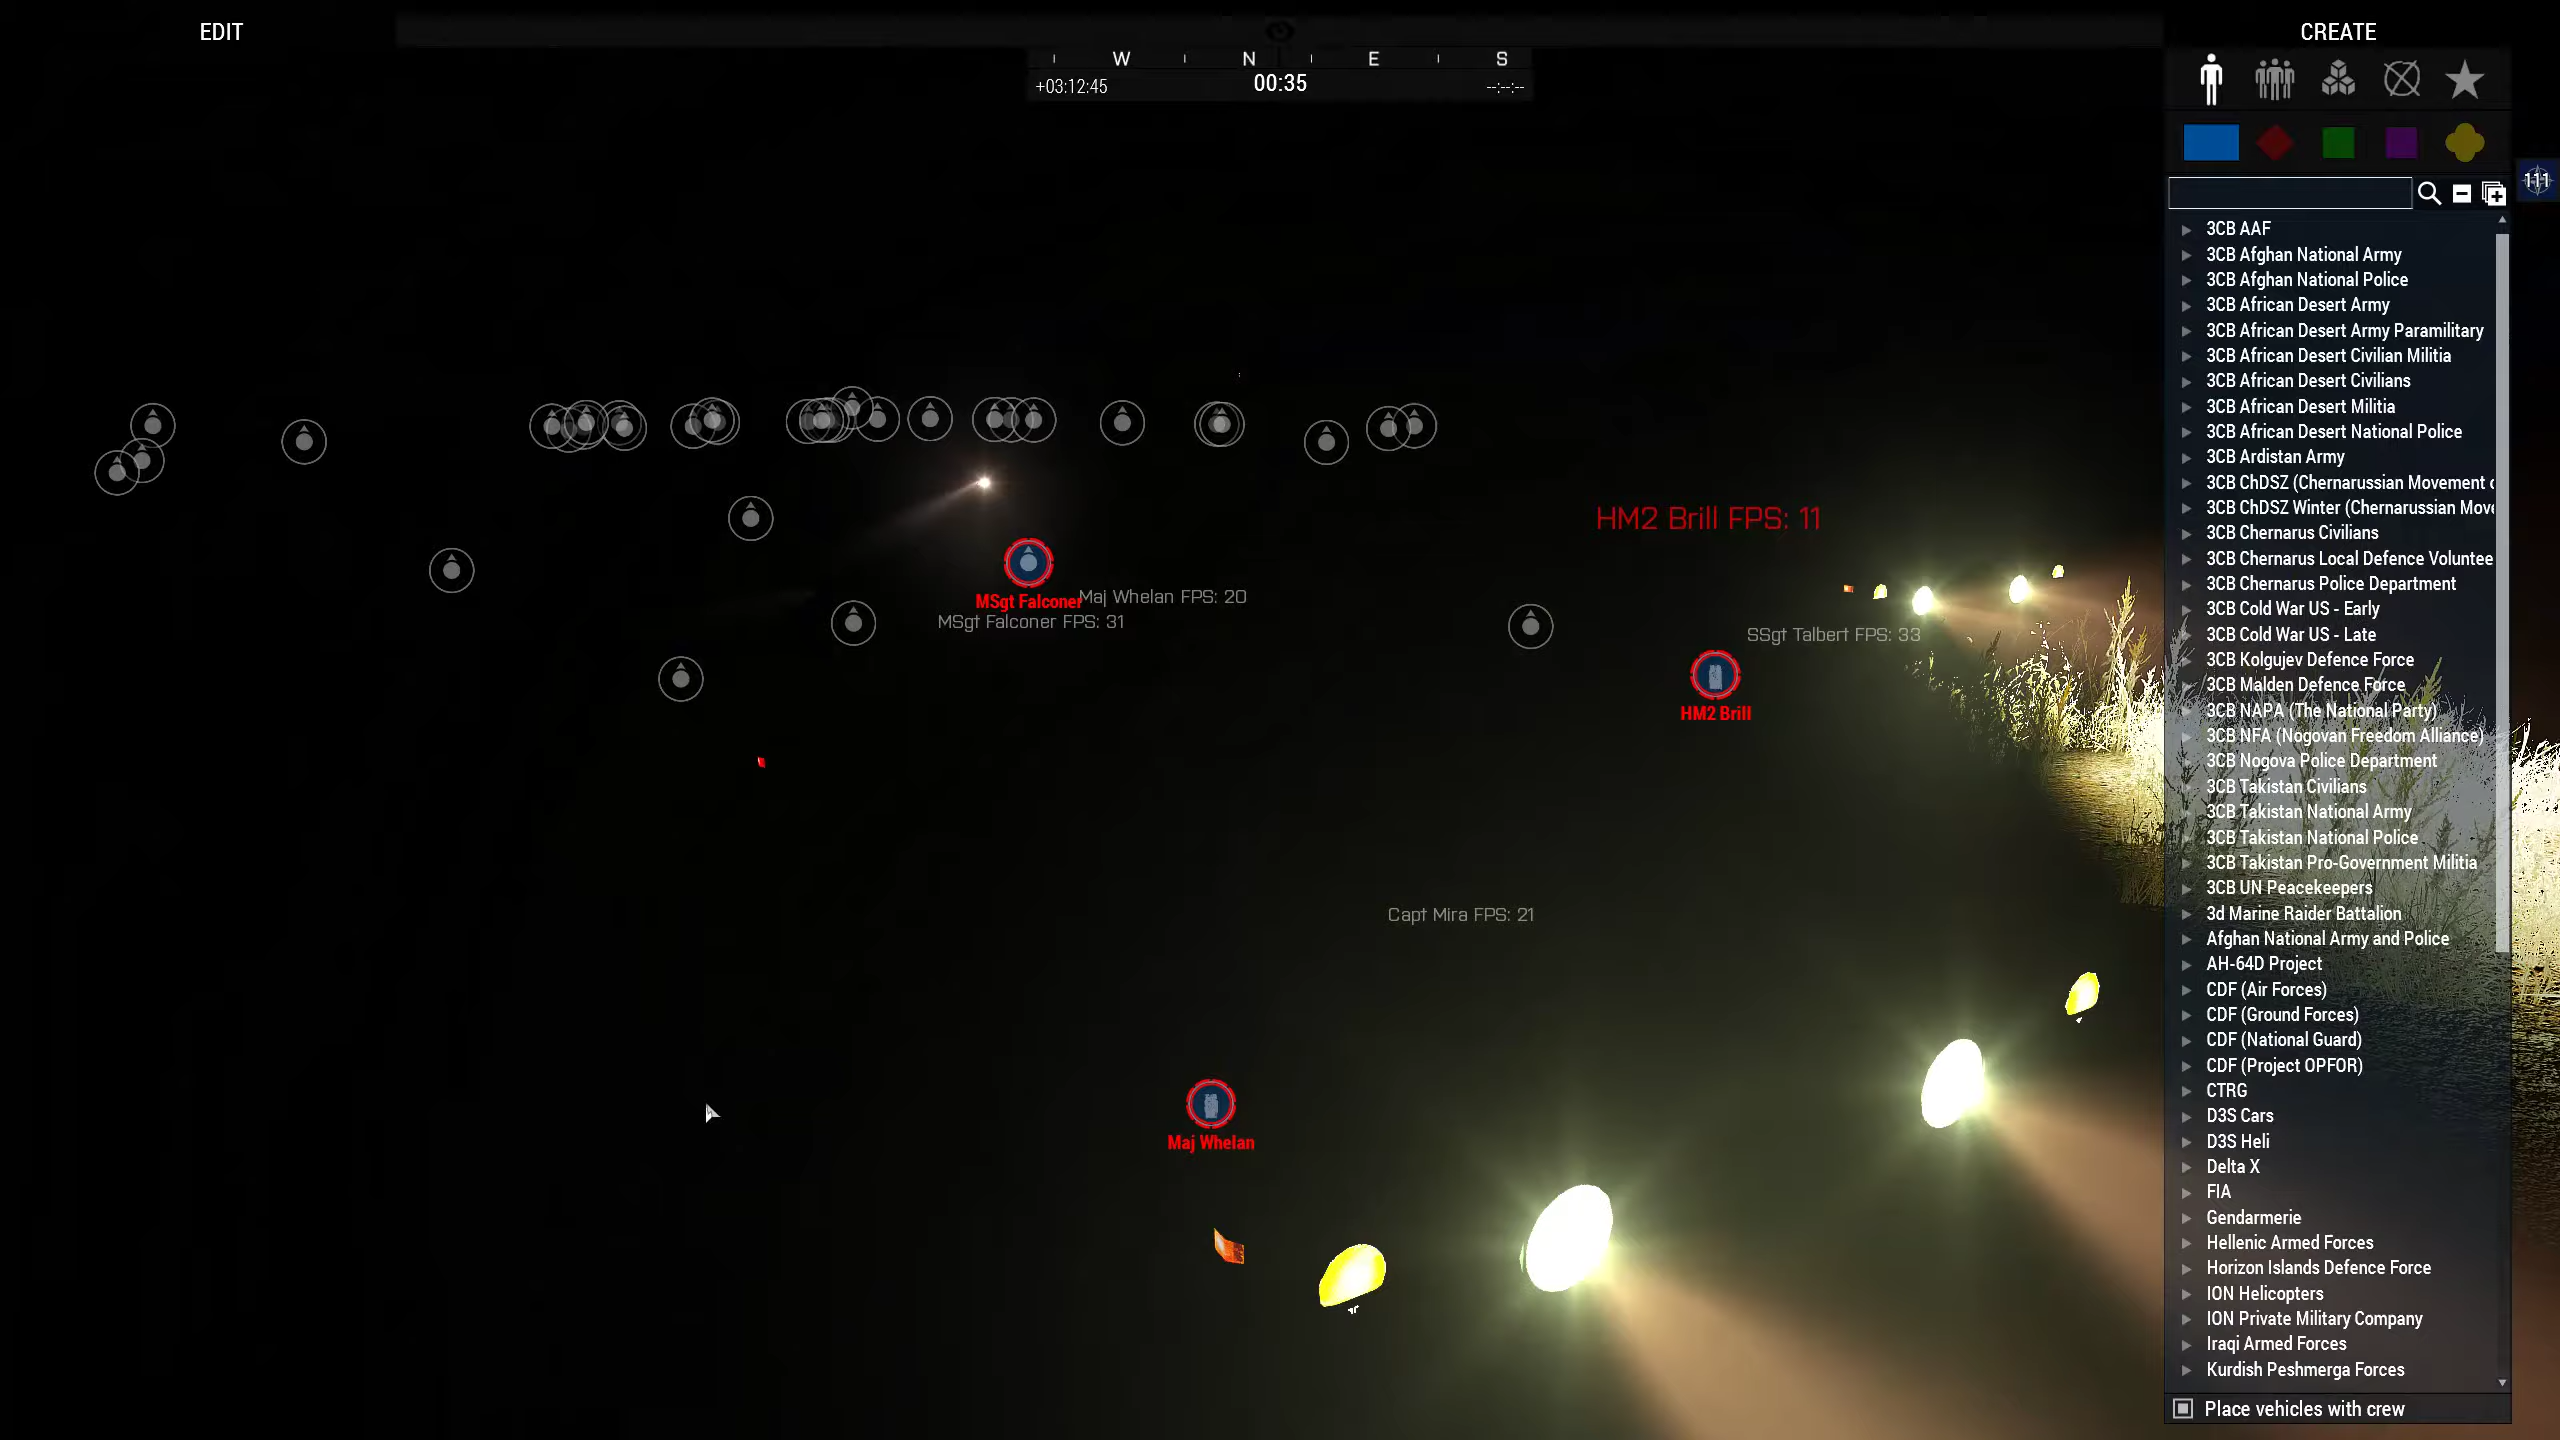 EDIT
CREATE
W N E S
+03:12:45
00:35
--:--:--
111
3CB AAF
3CB Afghan National Army
3CB Afghan National Police
3CB African Desert Army
3CB African Desert Army Paramilitary
3CB African Desert Civilian Militia
3CB African Desert Civilians
3CB African Desert Militia
3CB African Desert National Police
3CB Ardistan Army
3CB ChDSZ (Chernarussian Movement
3CB ChDSZ Winter (Chernarussian Move
3CB Chernarus Civilians
3CB Chernarus Local Defence Voluntee
3CB Chernarus Police Department
3CB Cold War US - Early
3CB Cold War US - Late
3CB Kolgujev Defence Force
3CB Malden Defence Force
3CB NAPA (The National Party)
3CB NFA (Nogovan Freedom Alliance)
3CB Nogova Police Department
3CB Takistan Civilians
3CB Takistan National Army
3CB Takistan National Police
3CB Takistan Pro-Government Militia
3CB UN Peacekeepers
3d Marine Raider Battalion
Afghan National Army and Police
AH-64D Project
CDF (Air Forces)
CDF (Ground Forces)
CDF (National Guard)
CDF (Project OPFOR)
CTRG
D3S Cars
D3S Heli
Delta X
FIA
Gendarmerie
Hellenic Armed Forces
Horizon Islands Defence Force
ION Helicopters
ION Private Military Company
Iraqi Armed Forces
Kurdish Peshmerga Forces
Place vehicles with crew
HM2 Brill FPS: 11
MSgt Falconer
Maj Whelan FPS: 20
MSgt Falconer FPS: 31
SSgt Talbert FPS: 33
HM2 Brill
Capt Mira FPS: 21
Maj Whelan